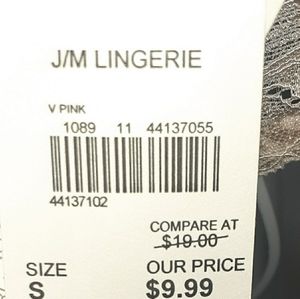 J/M LINGERIE
V PINK
1089 11 44137055
44137102
COMPARE AT
$19.00
SIZE OUR PRICE
S $9.99